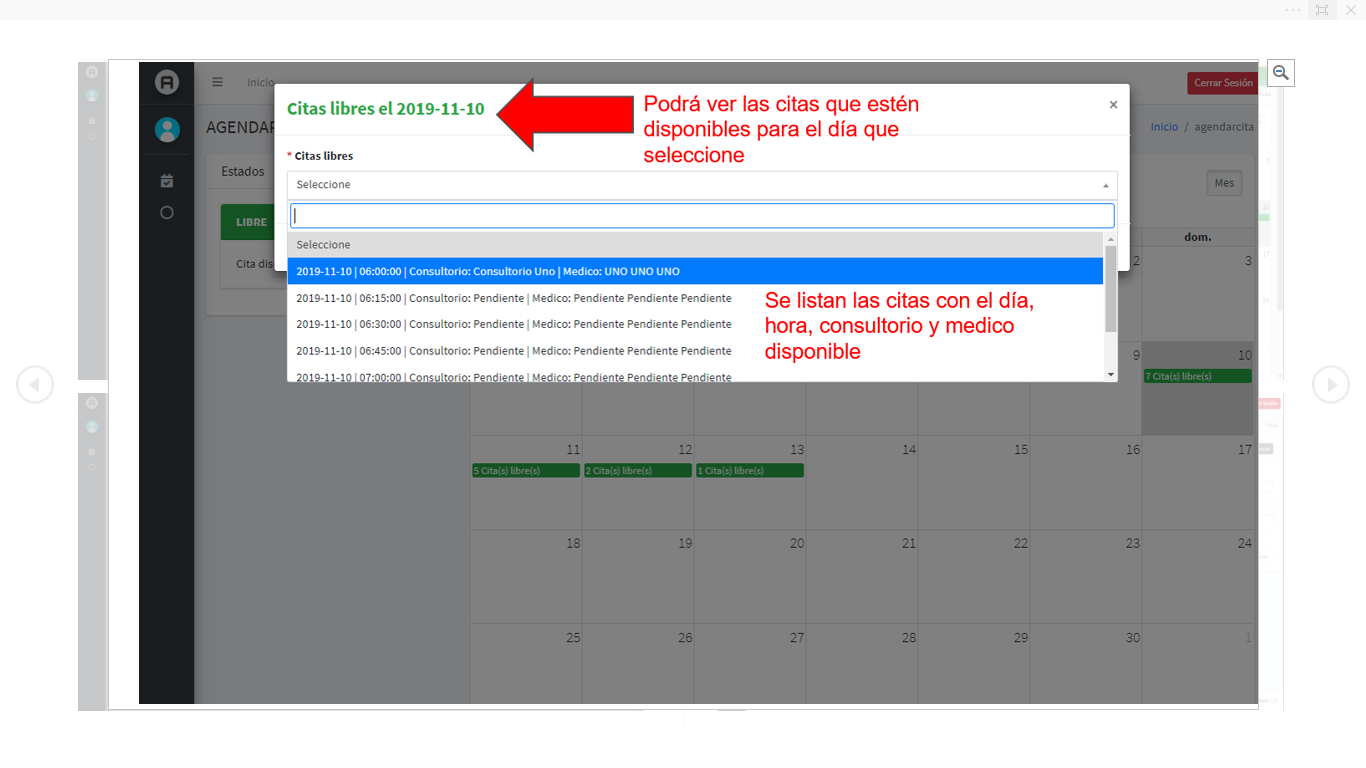 Inicio
Cerrar Sesión
Citas libres el 2019-11-10
×
Podrá ver las citas que estén
disponibles para el día que
seleccione
AGENDAR
Inicio / agendarcita
* Citas libres
Estados
Seleccione
Mes
LIBRE
Seleccione
dom.
Cita dis
2019-11-10 | 06:00:00 | Consultorio: Consultorio Uno | Medico: UNO UNO UNO
2 3
2019-11-10 | 06:15:00 | Consultorio: Pendiente | Medico: Pendiente Pendiente Pendiente
Se listan las citas con el día,
hora, consultorio y medico
disponible
2019-11-10 | 06:30:00 | Consultorio: Pendiente | Medico: Pendiente Pendiente Pendiente
2019-11-10 | 06:45:00 | Consultorio: Pendiente | Medico: Pendiente Pendiente Pendiente
2019-11-10 | 07:00:00 | Consultorio: Pendiente | Medico: Pendiente Pendiente Pendiente
9 10
7 Cita(s) libre(s)
11 12 13 14 15 16 17
5 Cita(s) libre(s) 2 Cita(s) libre(s) 1 Cita(s) libre(s)
18 19 20 21 22 23 24
25 26 27 28 29 30 1